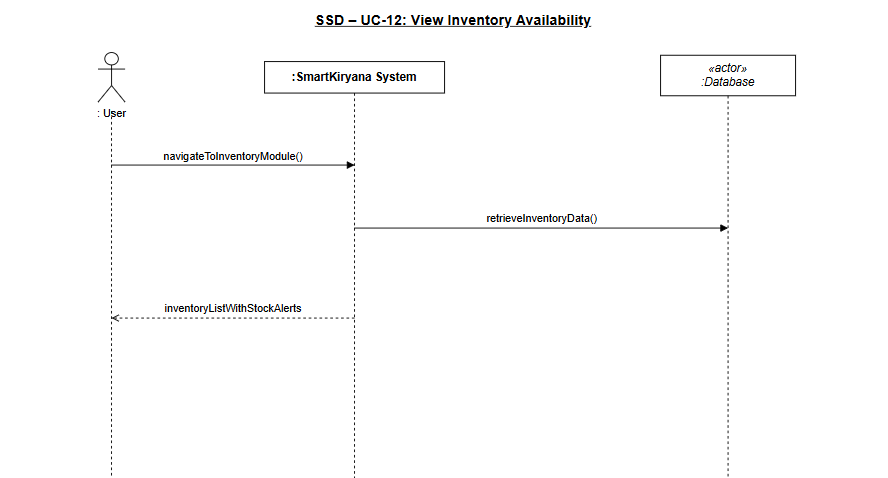 SSD – UC-12: View Inventory Availability
:SmartKiryana System
«actor»
:Database
: User
navigateToInventoryModule()
retrieveInventoryData()
inventoryListWithStockAlerts